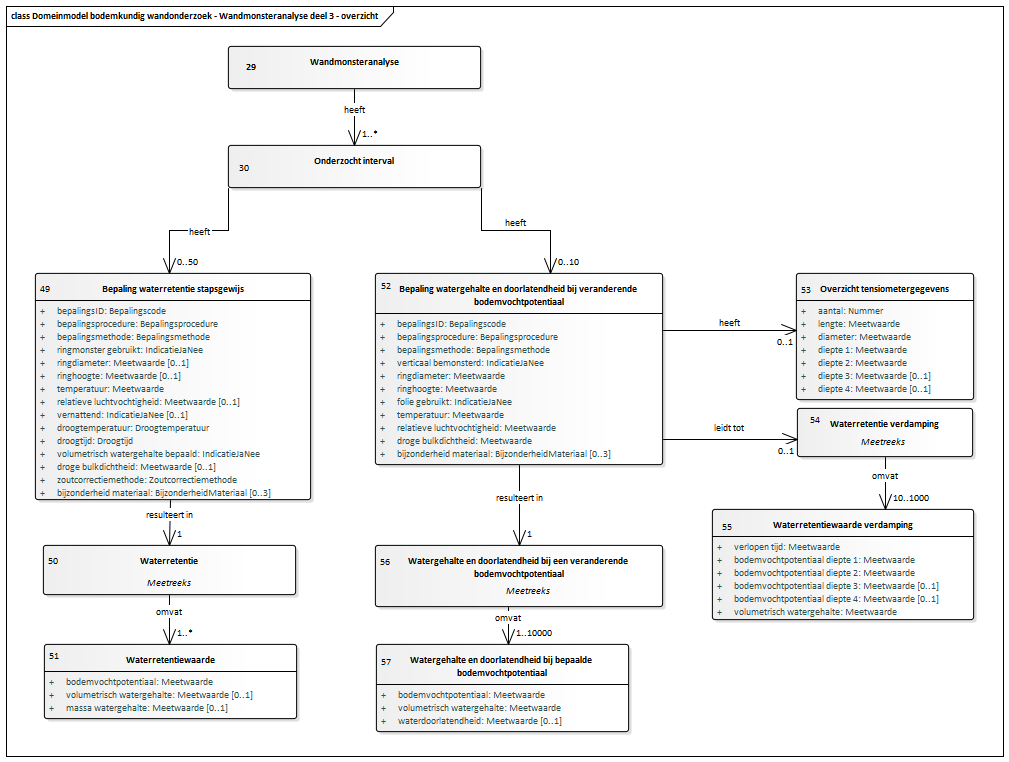 class Domeinmodel bodemkundig wandonderzoek - Wandmonsteranalyse deel 3 - overzicht
29 Wandmonsteranalyse
heeft
1..*
30 Onderzocht interval
heeft
0..50
heeft
0..10
49 Bepaling waterretentie stapsgewijs
+ bepalingsID: Bepalingscode
+ bepalingsprocedure: Bepalingsprocedure
+ bepalingsmethode: Bepalingsmethode
+ ringmonster gebruikt: IndicatieJaNee
+ ringdiameter: Meetwaarde [0..1]
+ ringhoogte: Meetwaarde [0..1]
+ temperatuur: Meetwaarde
+ relatieve luchtvochtigheid: Meetwaarde [0..1]
+ vernattend: IndicatieJaNee [0..1]
+ droogtemperatuur: Droogtemperatuur
+ droogtijd: Droogtijd
+ volumetrisch watergehalte bepaald: IndicatieJaNee
+ droge bulkdichtheid: Meetwaarde [0..1]
+ zoutcorrectiemethode: Zoutcorrectiemethode
+ bijzonderheid materiaal: BijzonderheidMateriaal [0..3]
resulteert in
1
50 Waterretentie
Meetreeks
omvat
1..*
51 Waterretentiewaarde
+ bodemvochtpotentiaal: Meetwaarde
+ volumetrisch watergehalte: Meetwaarde [0..1]
+ massa watergehalte: Meetwaarde [0..1]
52 Bepaling watergehalte en doorlatendheid bij veranderende
bodemvochtpotentiaal
+ bepalingsID: Bepalingscode
+ bepalingsprocedure: Bepalingsprocedure
+ bepalingsmethode: Bepalingsmethode
+ verticaal bemonsterd: IndicatieJaNee
+ ringdiameter: Meetwaarde
+ ringhoogte: Meetwaarde
+ folie gebruikt: IndicatieJaNee
+ temperatuur: Meetwaarde
+ relatieve luchtvochtigheid: Meetwaarde
+ droge bulkdichtheid: Meetwaarde
+ bijzonderheid materiaal: BijzonderheidMateriaal [0..3]
resulteert in
1
56 Watergehalte en doorlatendheid bij een veranderende
bodemvochtpotentiaal
Meetreeks
omvat
1..10000
57 Watergehalte en doorlatendheid bij bepaalde
bodemvochtpotentiaal
+ bodemvochtpotentiaal: Meetwaarde
+ volumetrisch watergehalte: Meetwaarde
+ waterdoorlatendheid: Meetwaarde [0..1]
heeft
0..1
53 Overzicht tensiometergegevens
+ aantal: Nummer
+ lengte: Meetwaarde
+ diameter: Meetwaarde
+ diepte 1: Meetwaarde
+ diepte 2: Meetwaarde
+ diepte 3: Meetwaarde [0..1]
+ diepte 4: Meetwaarde [0..1]
leidt tot
0..1
54 Waterretentie verdamping
Meetreeks
omvat
10..1000
55 Waterretentiewaarde verdamping
+ verlopen tijd: Meetwaarde
+ bodemvochtpotentiaal diepte 1: Meetwaarde
+ bodemvochtpotentiaal diepte 2: Meetwaarde
+ bodemvochtpotentiaal diepte 3: Meetwaarde [0..1]
+ bodemvochtpotentiaal diepte 4: Meetwaarde [0..1]
+ volumetrisch watergehalte: Meetwaarde